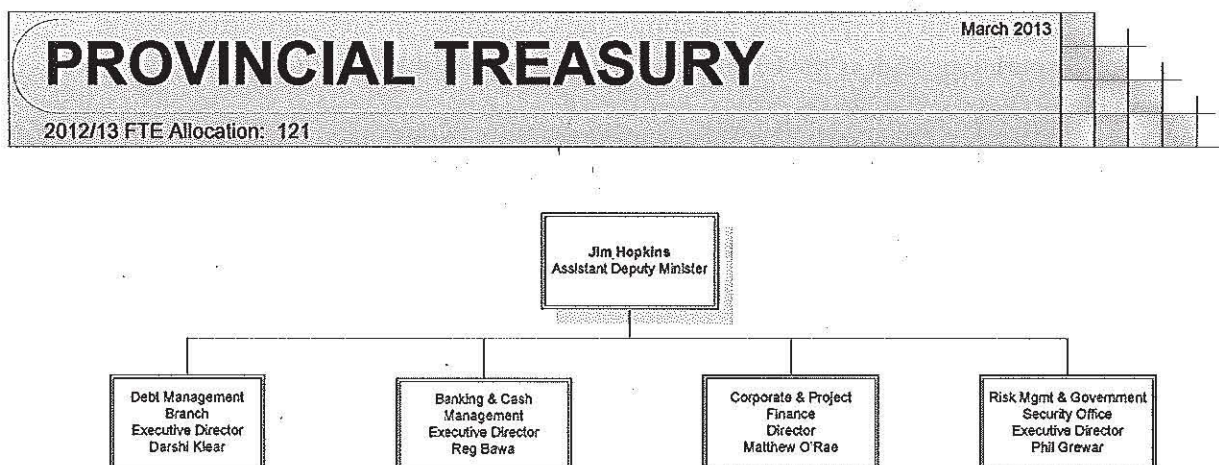 March 2013
PROVINCIAL TREASURY
2012/13 FTE Allocation: 121
Jim Hopkins
Assistant Deputy Minister
Debt Management
Branch
Executive Director
Darshi Klear
Banking & Cash
Management
Executive Director
Reg Bawa
Corporate & Project
Finance
Director
Matthew O'Rae
Risk Mgmt & Government
Security Office
Executive Director
Phil Grewar